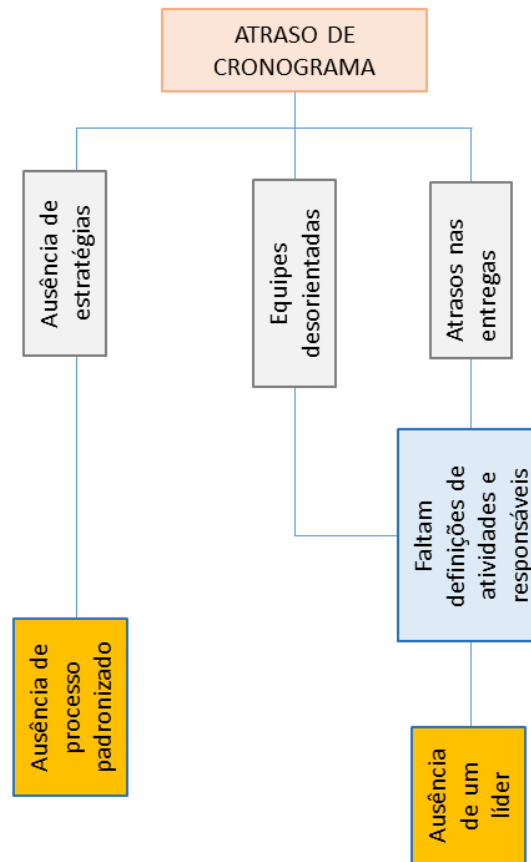 ATRASO DE
CRONOGRAMA
Ausência de
estratégias
Equipes
desorientadas
Atrasos nas
entregas
Faltam
definições de
atividades e
responsáveis
Ausência de
processo
padronizado
Ausência
de um
líder